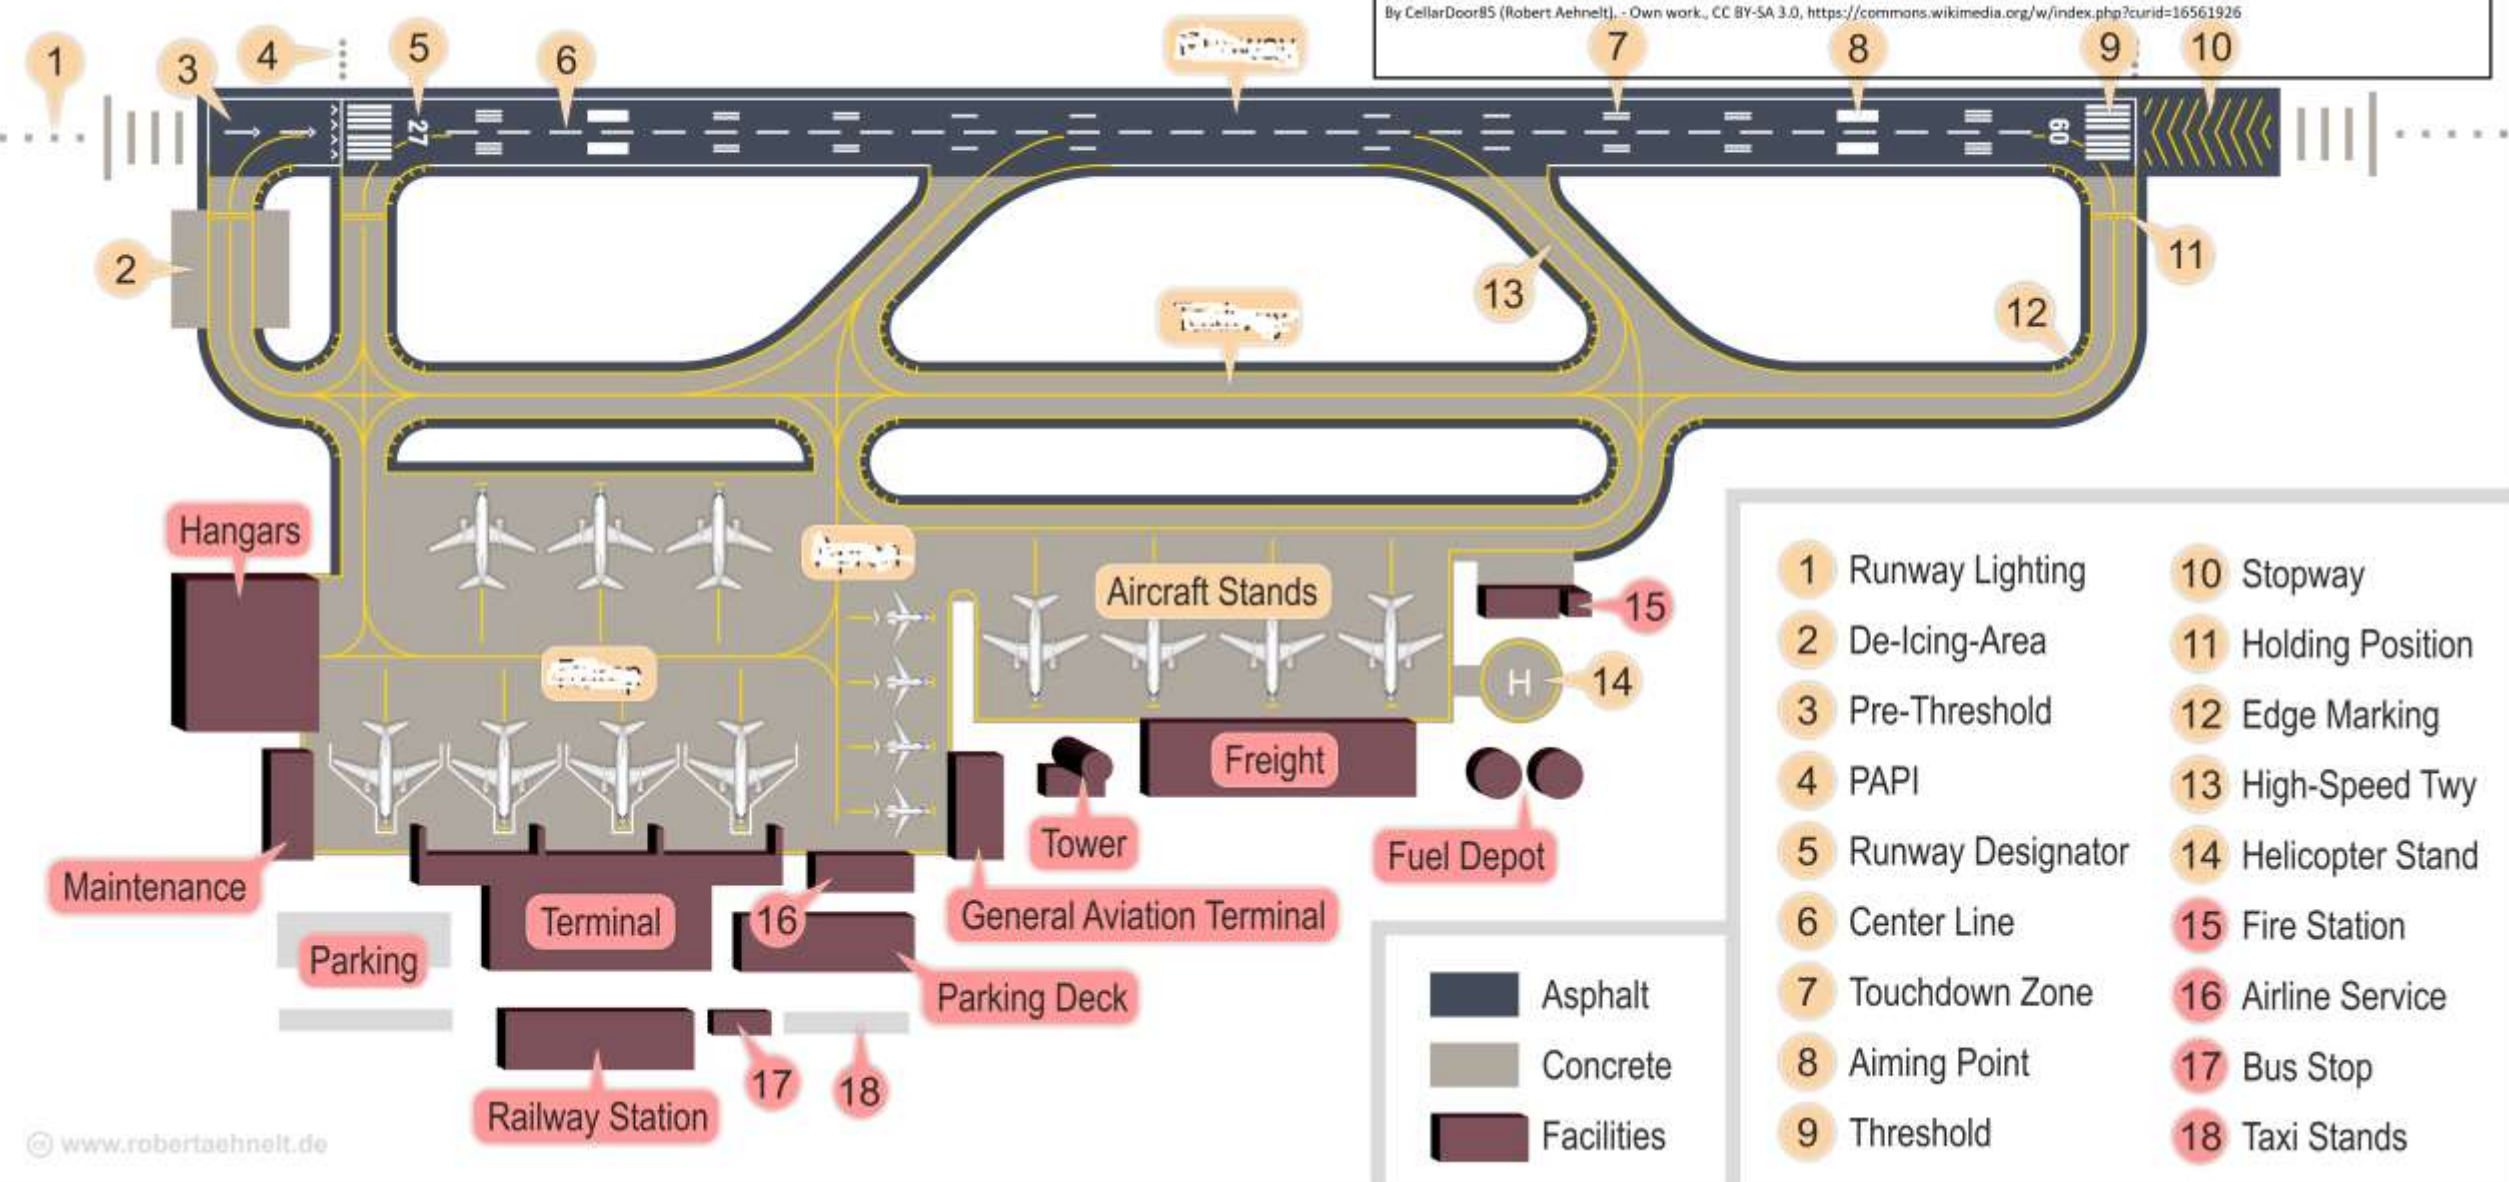 By CellarDoor85 (Robert Aehnelt). - Own work., CC BY-SA 3.0, https://commons.wikimedia.org/w/index.php?curid=16561926
1
3
4
5
6
7
8
9
10
27
09
2
13
11
12
Hangars
Aircraft Stands
15
H
14
Freight
Tower
Fuel Depot
Maintenance
Terminal
16
General Aviation Terminal
Parking
Parking Deck
Railway Station
17
18
Asphalt
Concrete
Facilities
1 Runway Lighting
2 De-Icing-Area
3 Pre-Threshold
4 PAPI
5 Runway Designator
6 Center Line
7 Touchdown Zone
8 Aiming Point
9 Threshold
10 Stopway
11 Holding Position
12 Edge Marking
13 High-Speed Twy
14 Helicopter Stand
15 Fire Station
16 Airline Service
17 Bus Stop
18 Taxi Stands
www.robertaehnelt.de